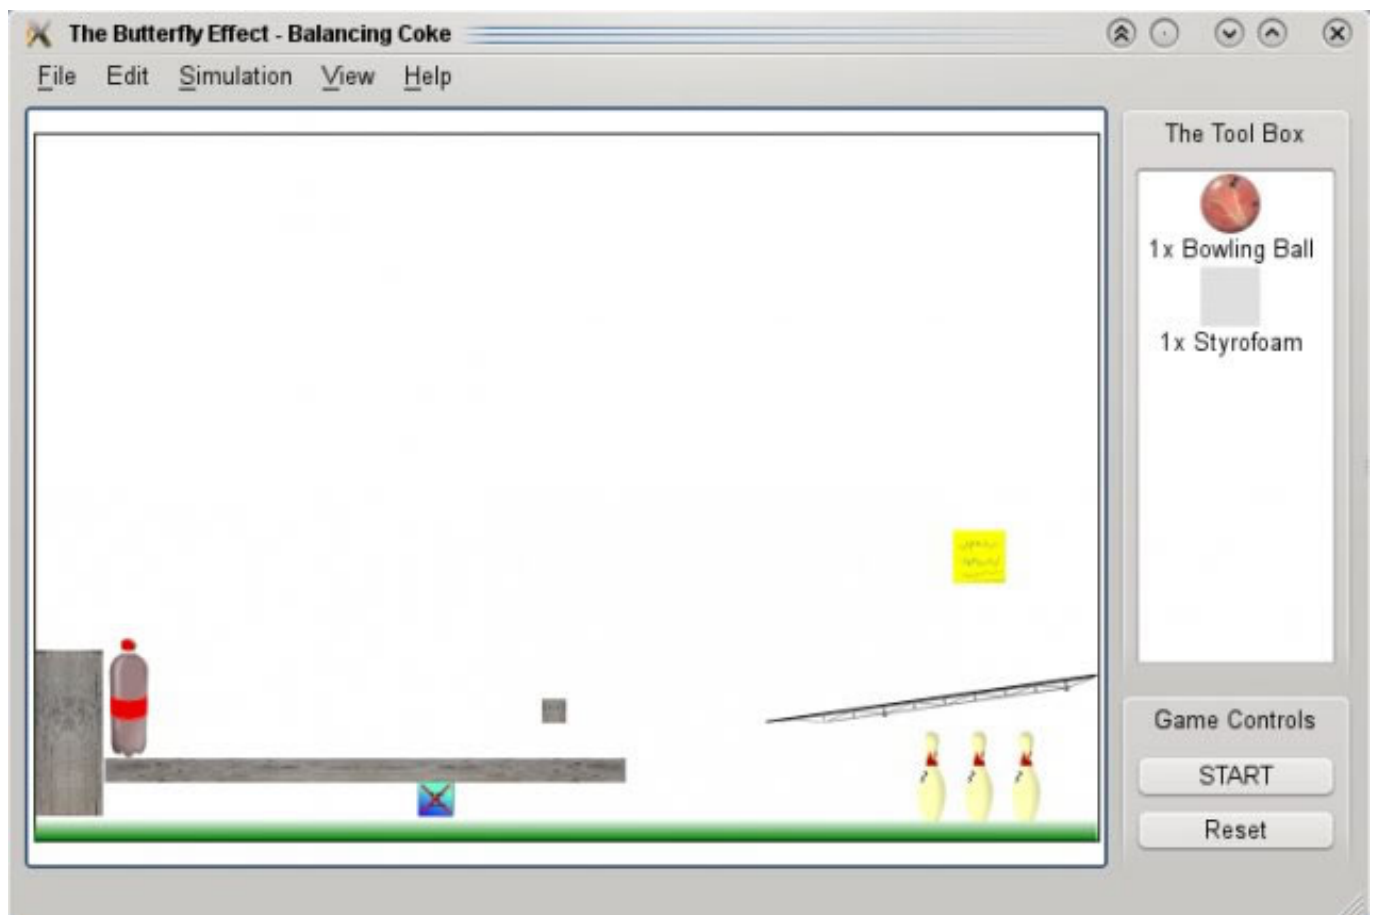 The Butterfly Effect - Balancing Coke
File Edit Simulation View Help
The Tool Box
1x Bowling Ball
1x Styrofoam
Game Controls
START
Reset